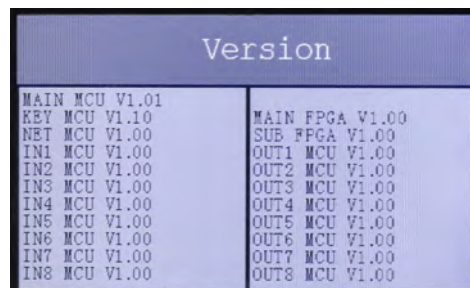 Version
MAIN MCU V1.01
KEY MCU V1.10
NET MCU V1.00
IN1 MCU V1.00
IN2 MCU V1.00
IN3 MCU V1.00
IN4 MCU V1.00
IN5 MCU V1.00
IN6 MCU V1.00
IN7 MCU V1.00
IN8 MCU V1.00
MAIN FPGA V1.00
SUB FPGA V1.00
OUT1 MCU V1.00
OUT2 MCU V1.00
OUT3 MCU V1.00
OUT4 MCU V1.00
OUT5 MCU V1.00
OUT6 MCU V1.00
OUT7 MCU V1.00
OUT8 MCU V1.00